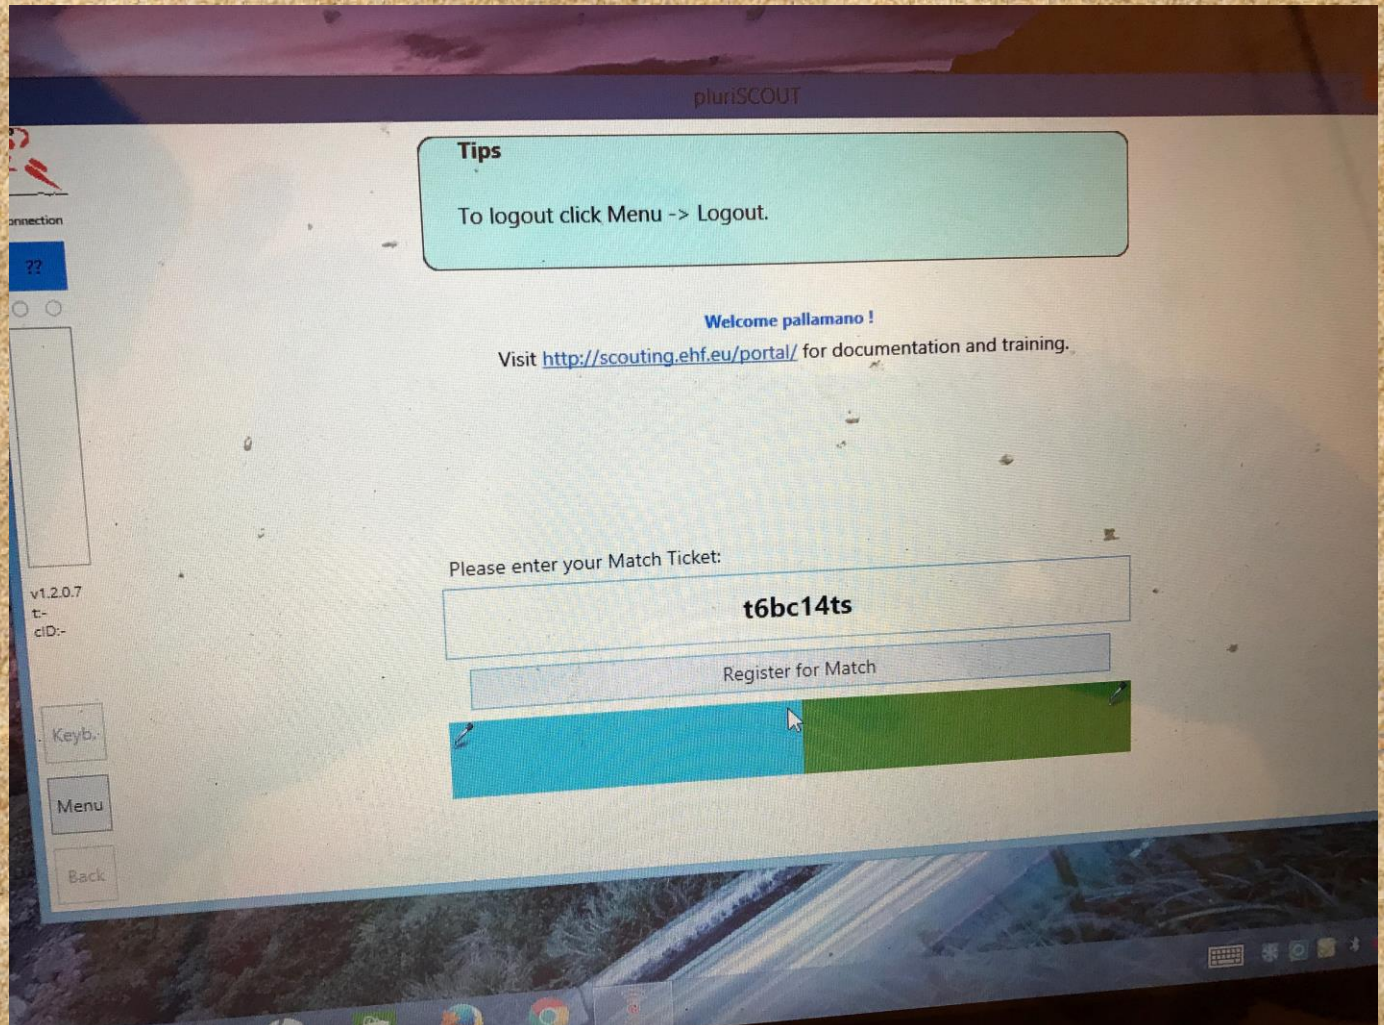 pluriSCOUT
Tips
To logout click Menu -> Logout.
onnection
??
Welcome pallamano !
Visit http://scouting.ehf.eu/portal/ for documentation and training.
Please enter your Match Ticket:
t6bc14ts
Register for Match
v1.2.0.7
t:-
cID:-
Keyb.
Menu
Back